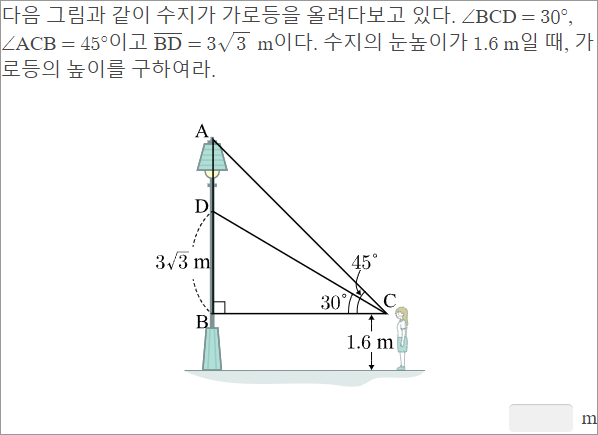 다음 그림과 같이 수지가 가로등을 올려다보고 있다. ∠BCD = 30°,
∠ACB = 45°이고 B̅D̅ = 3√3 m이다. 수지의 눈높이가 1.6 m일 때, 가
로등의 높이를 구하여라.
A
D
3√3 m
45°
30°
C
B
1.6 m
m